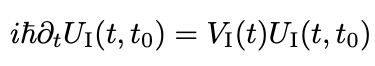 iℏ∂ₜU_I(t, t₀) = V_I(t)U_I(t, t₀)